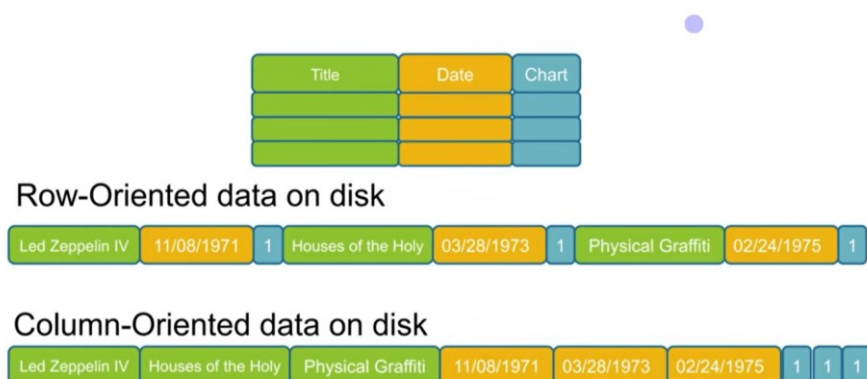 Title Date Chart
Row-Oriented data on disk
Led Zeppelin IV 11/08/1971 1 Houses of the Holy 03/28/1973 1 Physical Graffiti 02/24/1975 1
Column-Oriented data on disk
Led Zeppelin IV Houses of the Holy Physical Graffiti 11/08/1971 03/28/1973 02/24/1975 1 1 1